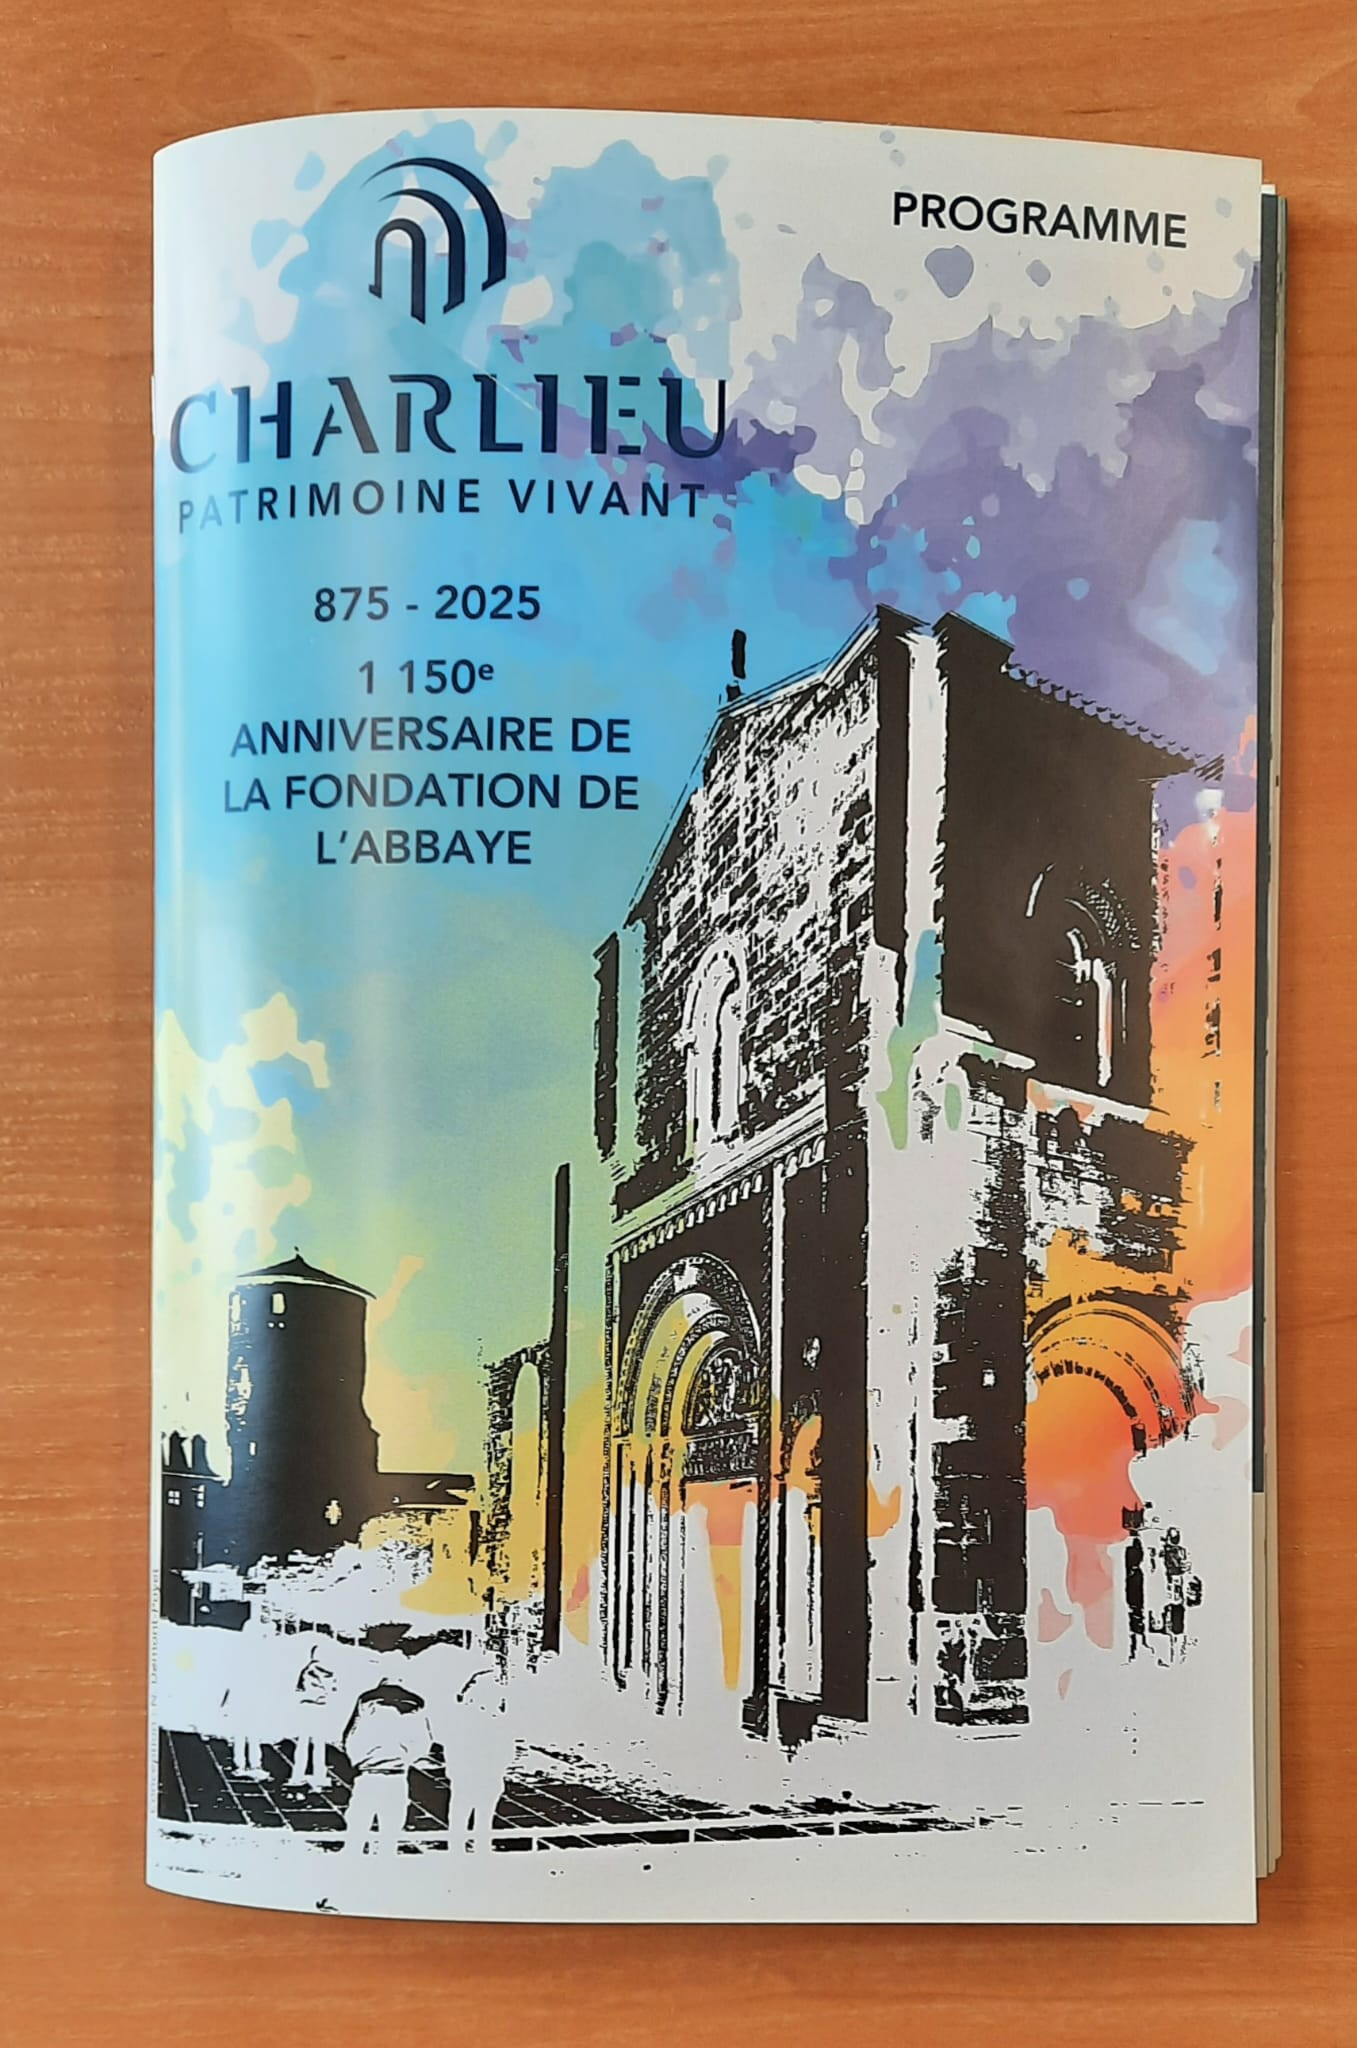 PROGRAMME
CHARLIEU
PATRIMOINE VIVANT
875 - 2025
1 150e
ANNIVERSAIRE DE
LA FONDATION DE
L'ABBAYE